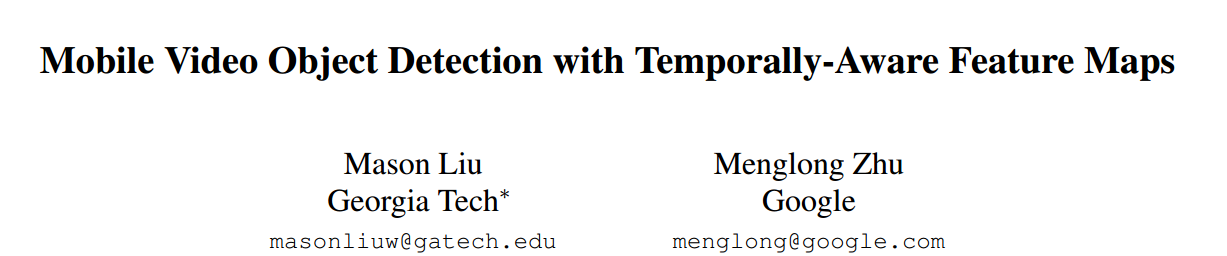 Mobile Video Object Detection with Temporally-Aware Feature Maps
Mason Liu
Georgia Tech*
masonliuw@gatech.edu
Menglong Zhu
Google
menglong@google.com